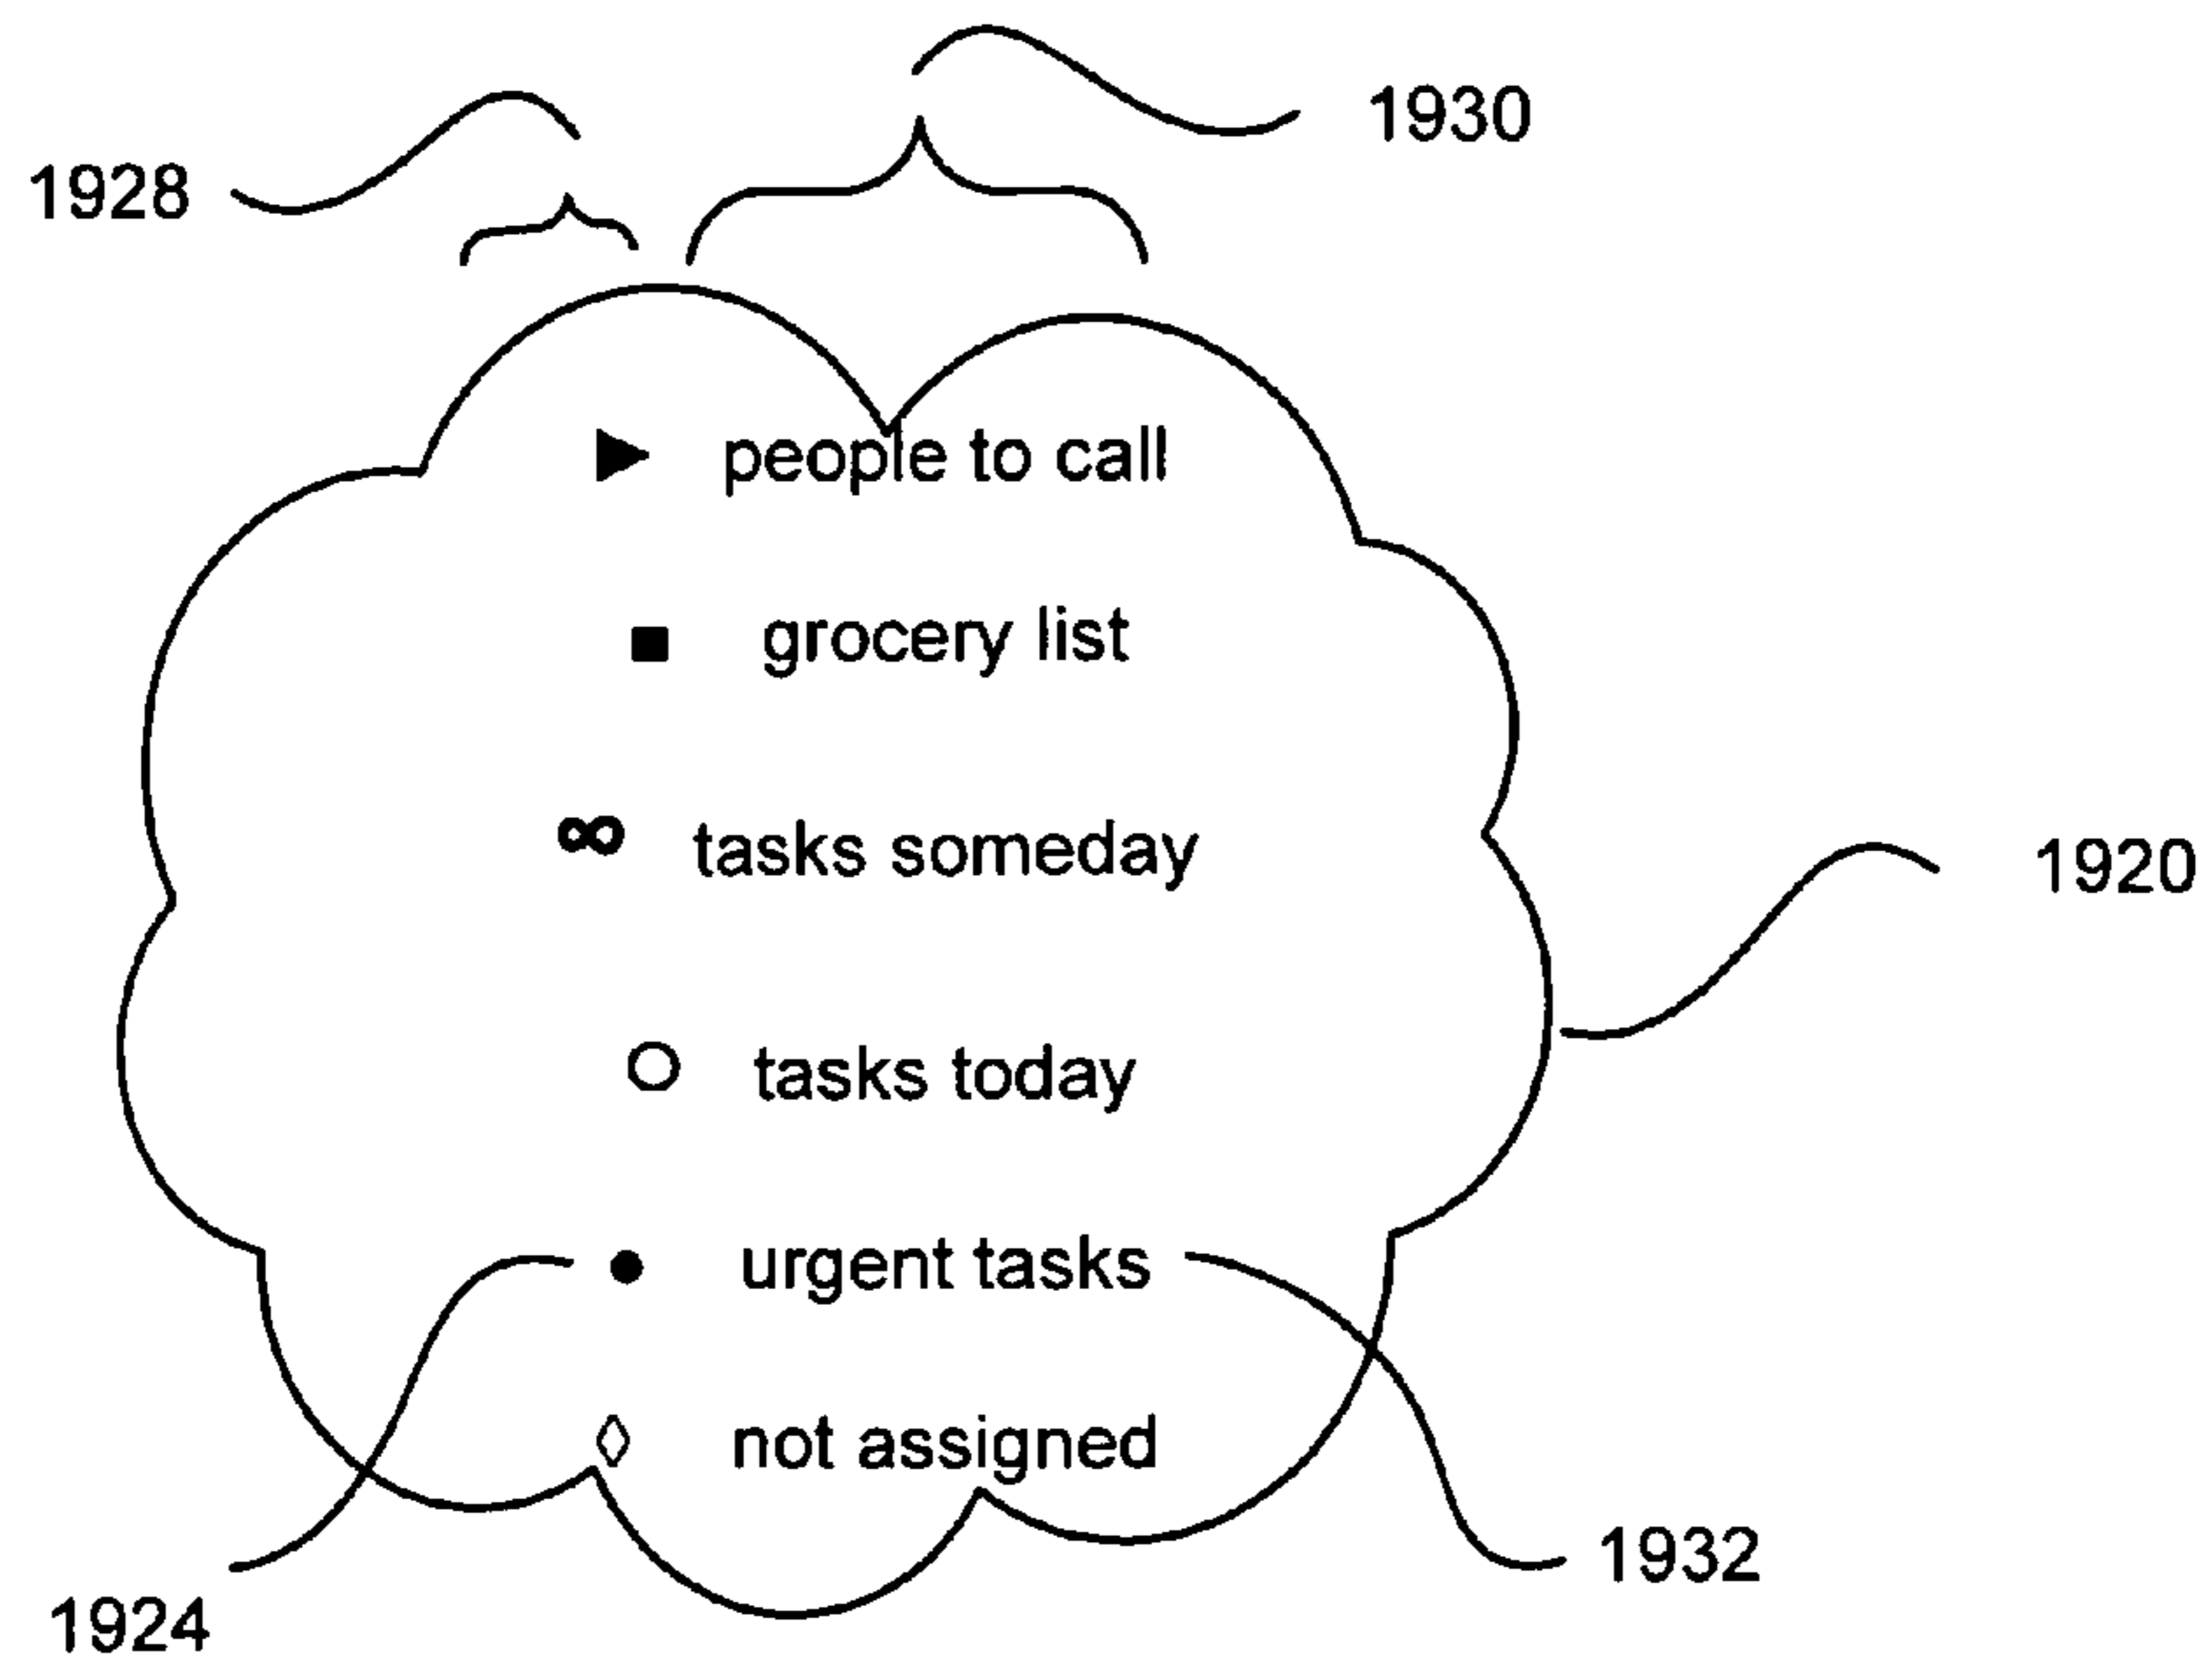 1930
1928
▶ people to call
■ grocery list
∞ tasks someday
1920
○ tasks today
● urgent tasks
◊ not assigned
1932
1924